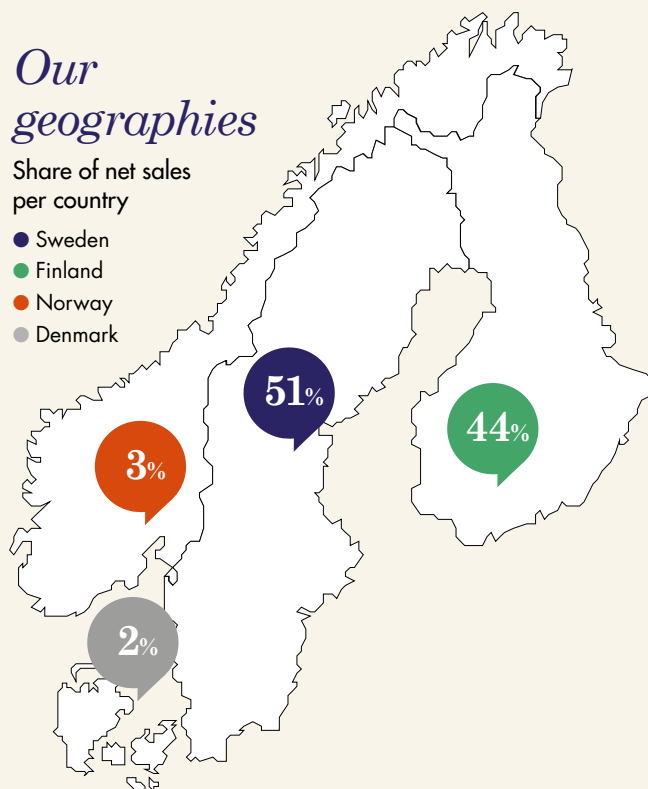 Our
geographies
Share of net sales
per country
Sweden
Finland
Norway
Denmark
51%
44%
3%
2%